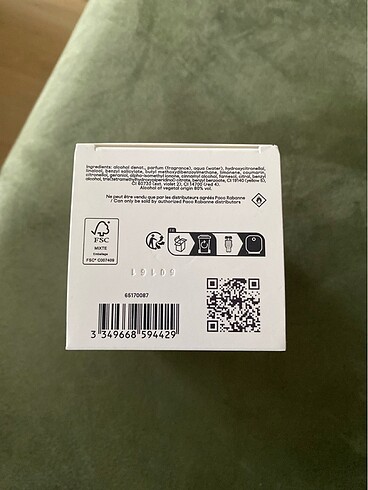 Ingredients: alcohol denat., parfum (fragrance), aqua (water), hydroxycitronellal,
linalool, benzyl salicylate, butyl methoxydibenzoylmethane, limonene, coumarin,
citronellol, geraniol, alpha-isomethyl ionone, cinnamyl alcohol, farnesol, citral, benzyl
alcohol, tris(tetramethylhydroxypiperidinol) citrate, benzyl benzoate, CI 19140 (yellow 5),
CI 60730 (ext. violet 2), CI 14700 (red 4).
Alcohol of vegetal origin 80% vol.
Ne peut être vendu que par les distributeurs agréés Paco Rabanne
/ Can only be sold by authorized Paco Rabanne distributors
FSC
MIXTE
Emballage
FSC® C007409
FR
60161
65170087
3 349668 594429